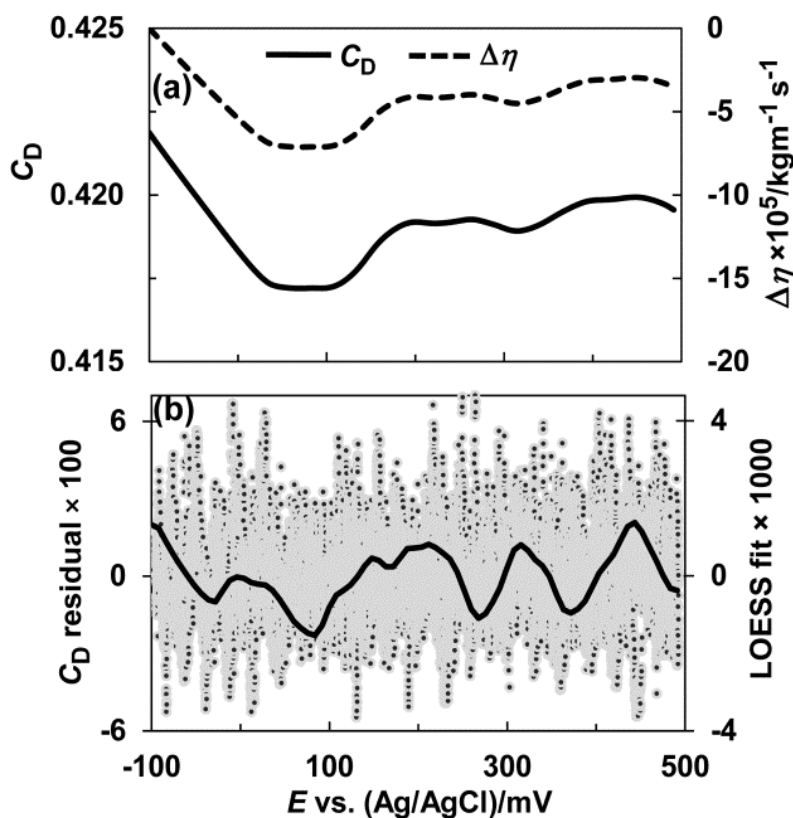 0.425
0
(a)
C_D
Δη
-5
0.420
-10
-15
0.415
-20
C_D
Δη ×10⁵/kgm⁻¹ s⁻¹
(b)
6
4
0
0
-6
-4
C_D residual × 100
LOESS fit × 1000
-100
100
300
500
E vs. (Ag/AgCl)/mV